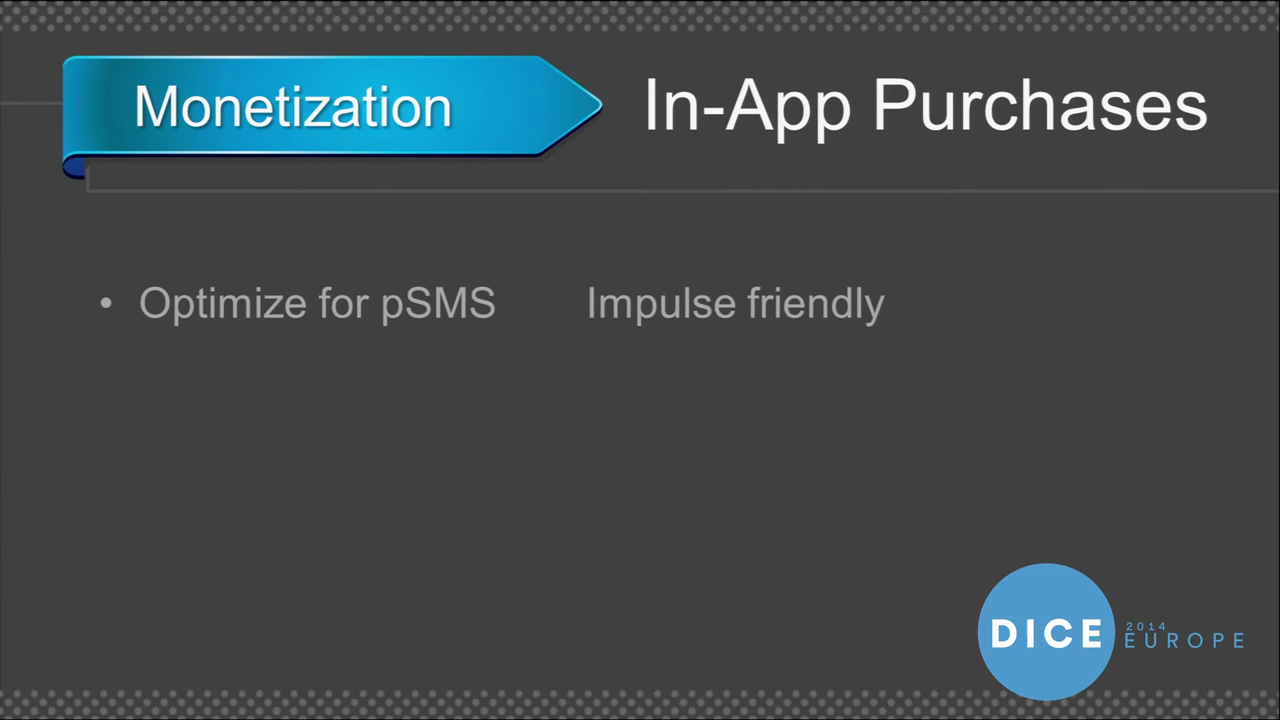 Monetization
In-App Purchases
• Optimize for pSMS Impulse friendly
DICE
2014
EUROPE